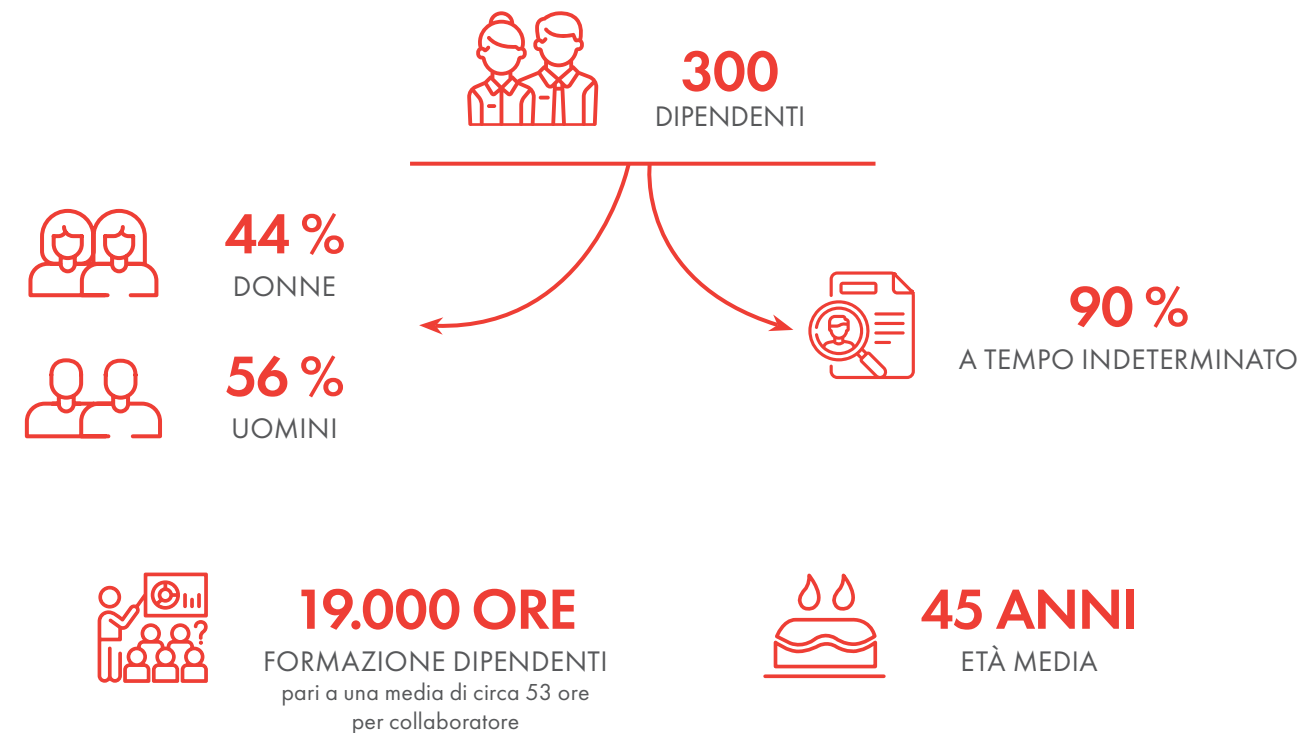 300
DIPENDENTI
44 %
DONNE
56 %
UOMINI
90 %
A TEMPO INDETERMINATO
19.000 ORE
FORMAZIONE DIPENDENTI
pari a una media di circa 53 ore
per collaboratore
?
45 ANNI
ETÀ MEDIA